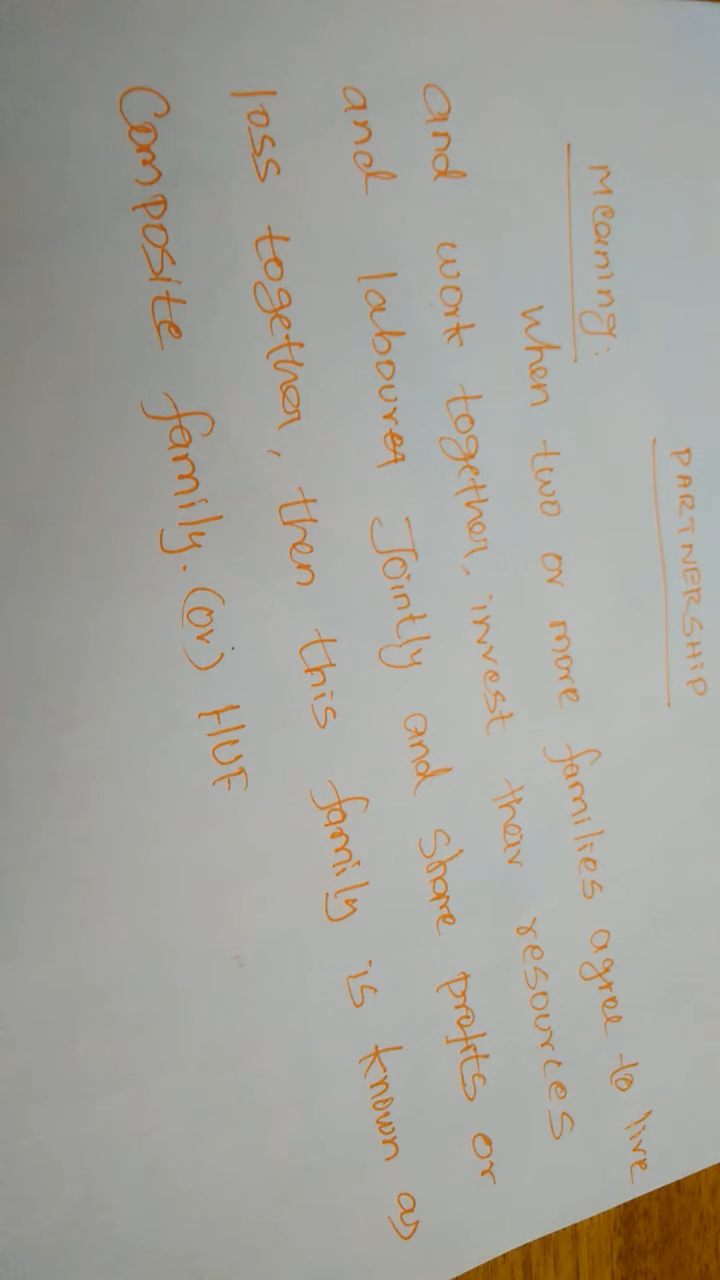 PARTNERSHIP
Meaning:
When two or more families agree to live
and work together, invest their resources
and labourer Jointly and share profits or
loss together, then this family is known as
Composite family. (or) HUF